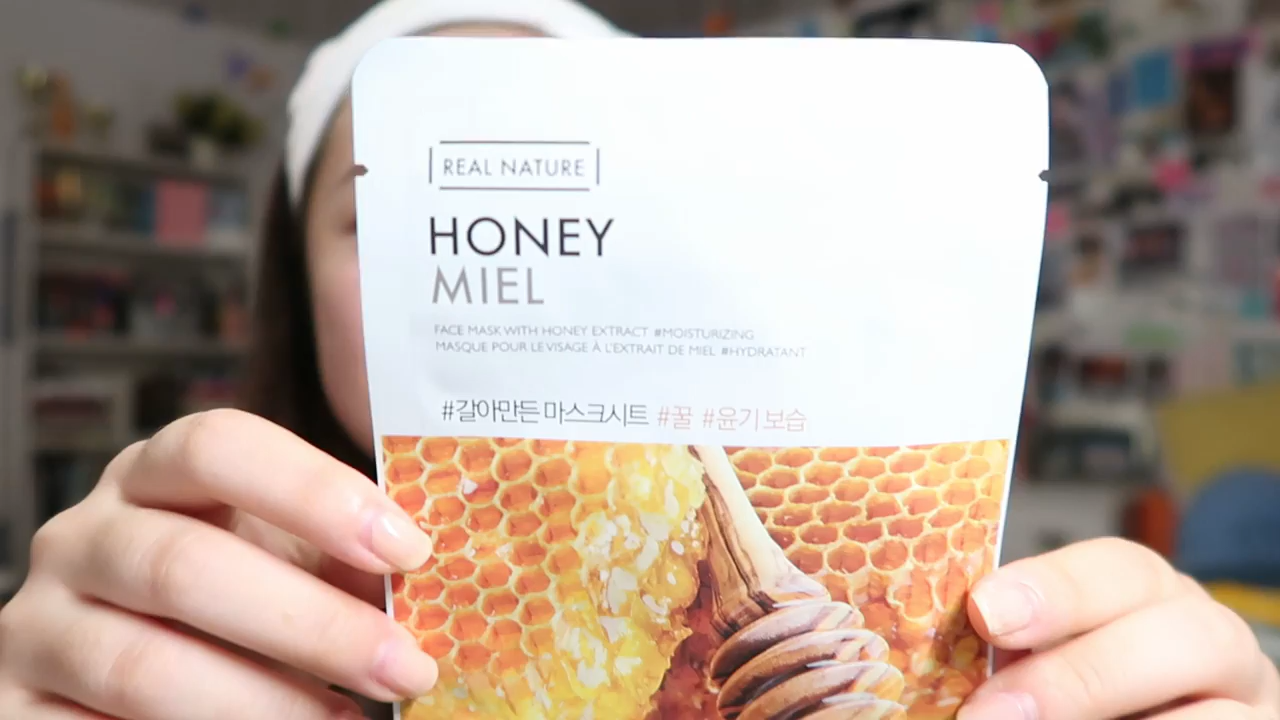 REAL NATURE
HONEY
MIEL
FACE MASK WITH HONEY EXTRACT #MOISTURIZING
MASQUE POUR LE VISAGE À L'EXTRAIT DE MIEL #HYDRATANT
#갈아만든 마스크시트 #꿀 #윤기보습